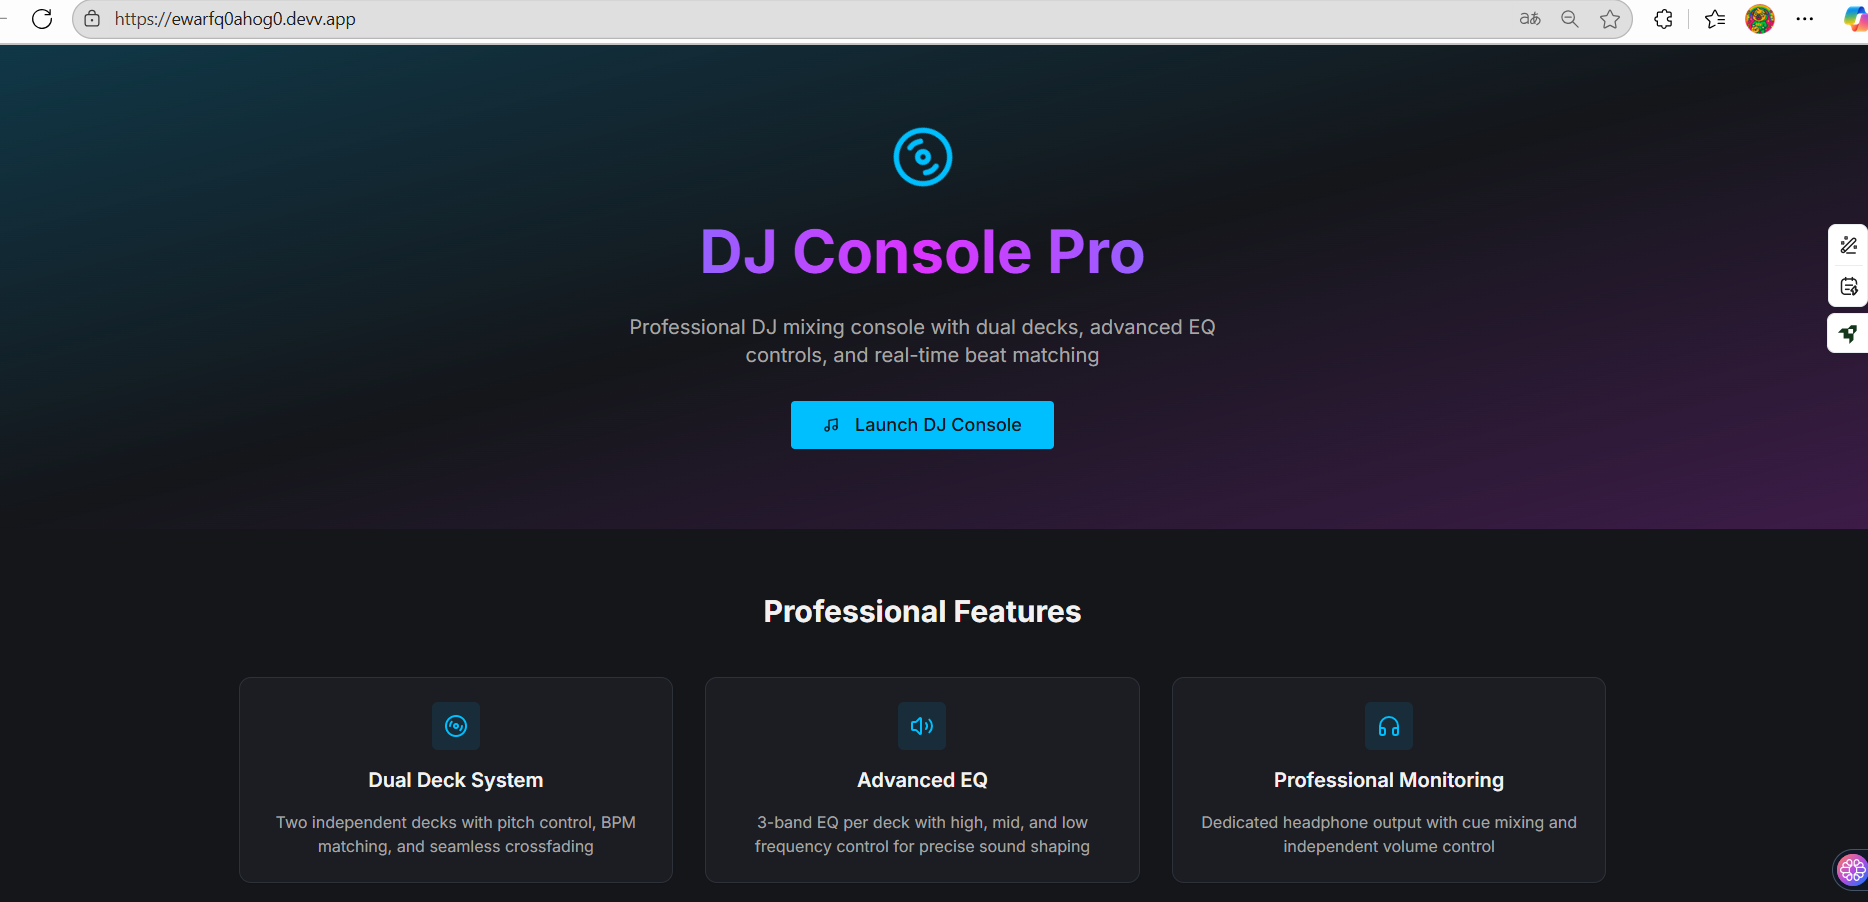 https://ewarfq0ahog0.devv.app
aあ
DJ Console Pro
Professional DJ mixing console with dual decks, advanced EQ
controls, and real-time beat matching
Launch DJ Console
Professional Features
Dual Deck System
Two independent decks with pitch control, BPM
matching, and seamless crossfading
Advanced EQ
3-band EQ per deck with high, mid, and low
frequency control for precise sound shaping
Professional Monitoring
Dedicated headphone output with cue mixing and
independent volume control